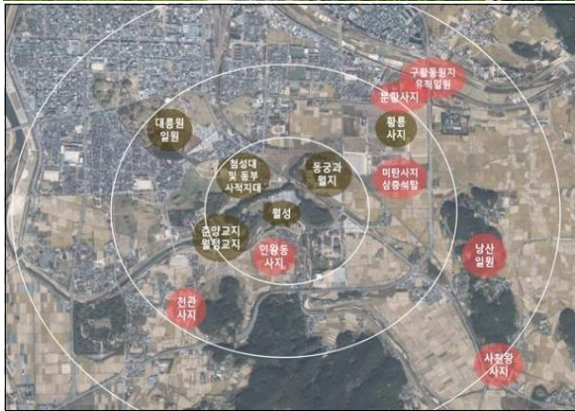 구황동원지
유적일원
분황사지
대릉원
일원
황룡
사지
첨성대
및 동부
사적지대
동궁과
월지
미탄사지
삼층석탑
월성
춘양교지
월정교지
인왕동
사지
낭산
일원
천관
사지
사천왕
사지